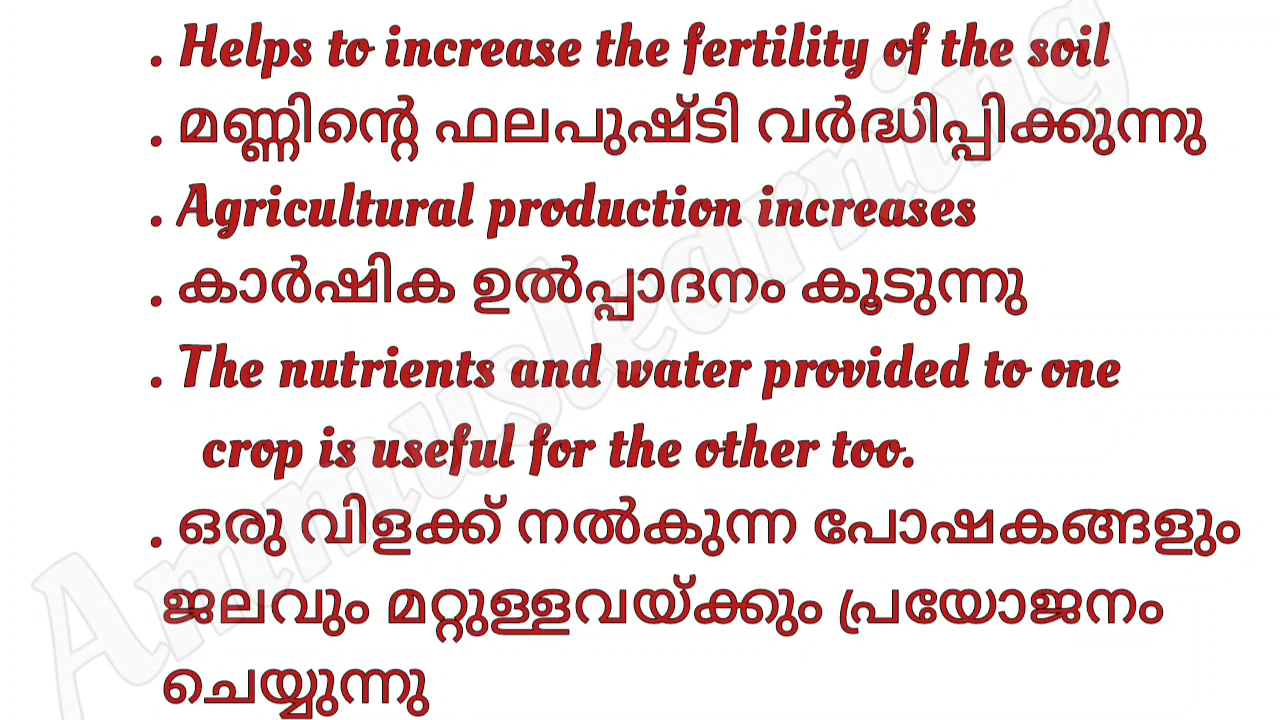 . Helps to increase the fertility of the soil
. മണ്ണിന്റെ ഫലപുഷ്ടി വർദ്ധിപ്പിക്കുന്നു
. Agricultural production increases
. കാർഷിക ഉൽപ്പാദനം കൂടുന്നു
. The nutrients and water provided to one
crop is useful for the other too.
. ഒരു വിളക്ക് നൽകുന്ന പോഷകങ്ങളും
ജലവും മറ്റുള്ളവയ്ക്കും പ്രയോജനം
ചെയ്യുന്നു
Ammuslearning